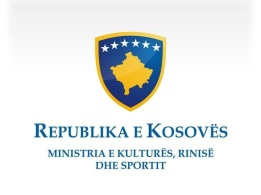 REPUBLIKA E KOSOVËS
MINISTRIA E KULTURËS, RINISË
DHE SPORTIT